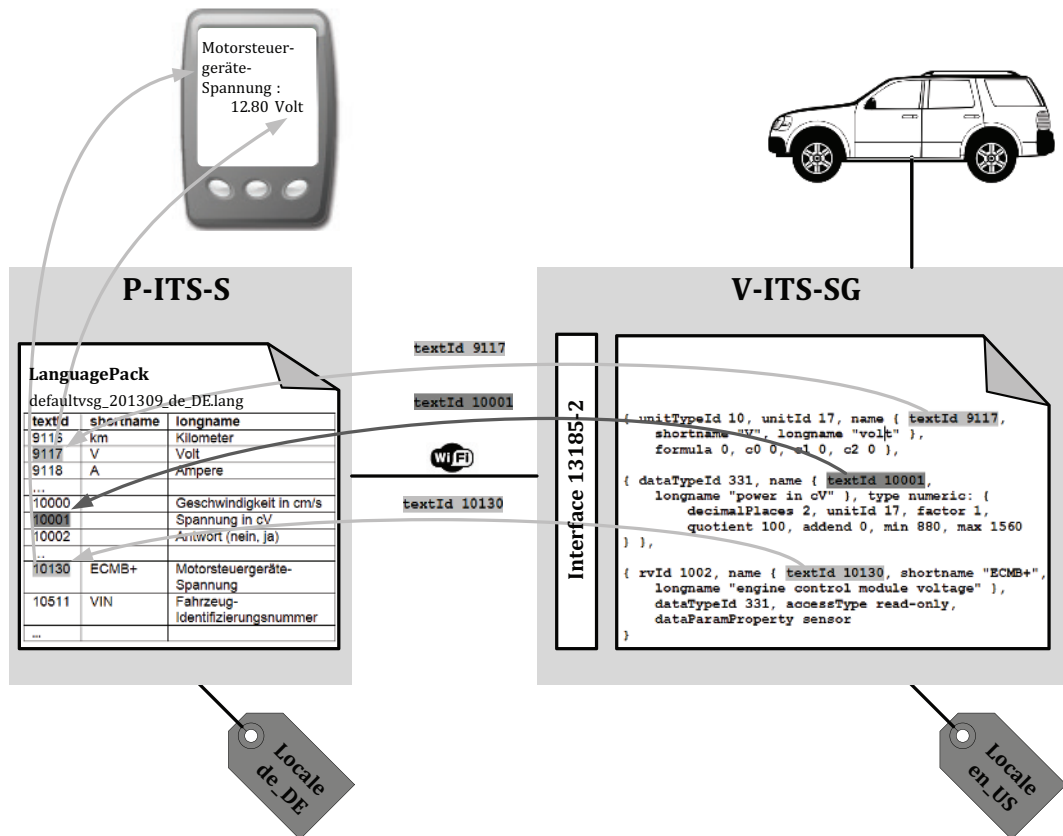 Motorsteuer-
geräte-
Spannung :
12.80 Volt
P-ITS-S
V-ITS-SG
LanguagePack
defaultvsg_201309_de_DE.lang
textid shortname longname
9116 km Kilometer
9117 V Volt
9118 A Ampere
...
10000 Geschwindigkeit in cm/s
10001 Spannung in cV
10002 Antwort (nein, ja)
...
10130 ECMB+ Motorsteuergeräte-
Spannung
10511 VIN Fahrzeug-
Identifizierungsnummer
...
textId 9117
textId 10001
WiFi
textId 10130
Interface 13185-2
{ unitTypeId 10, unitId 17, name { textId 9117,
shortname "V", longname "volt" },
formula 0, c0 0, c1 0, c2 0 },
{ dataTypeId 331, name { textId 10001,
longname "power in cV" }, type numeric: {
decimalPlaces 2, unitId 17, factor 1,
quotient 100, addend 0, min 880, max 1560
} },
{ rvId 1002, name { textId 10130, shortname "ECMB+",
longname "engine control module voltage" },
dataTypeId 331, accessType read-only,
dataParamProperty sensor
}
Locale
de_DE
Locale
en_US